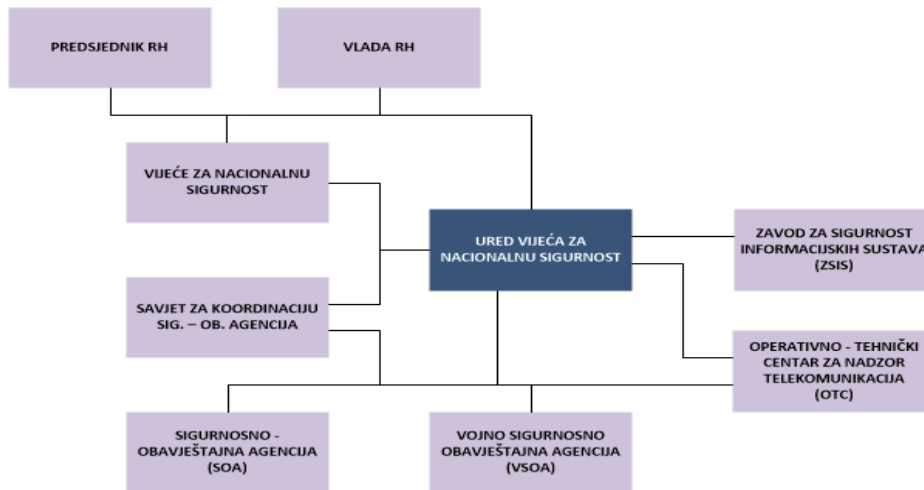 PREDSJEDNIK RH
VLADA RH
VIJEĆE ZA NACIONALNU
SIGURNOST
URED VIJEĆA ZA
NACIONALNU SIGURNOST
ZAVOD ZA SIGURNOST
INFORMACIJSKIH SUSTAVA
(ZSIS)
SAVJET ZA KOORDINACIJU
SIG. – OB. AGENCIJA
OPERATIVNO - TEHNIČKI
CENTAR ZA NADZOR
TELEKOMUNIKACIJA
(OTC)
SIGURNOSNO -
OBAVJEŠTAJNA AGENCIJA
(SOA)
VOJNO SIGURNOSNO
OBAVJEŠTAJNA AGENCIJA
(VSOA)